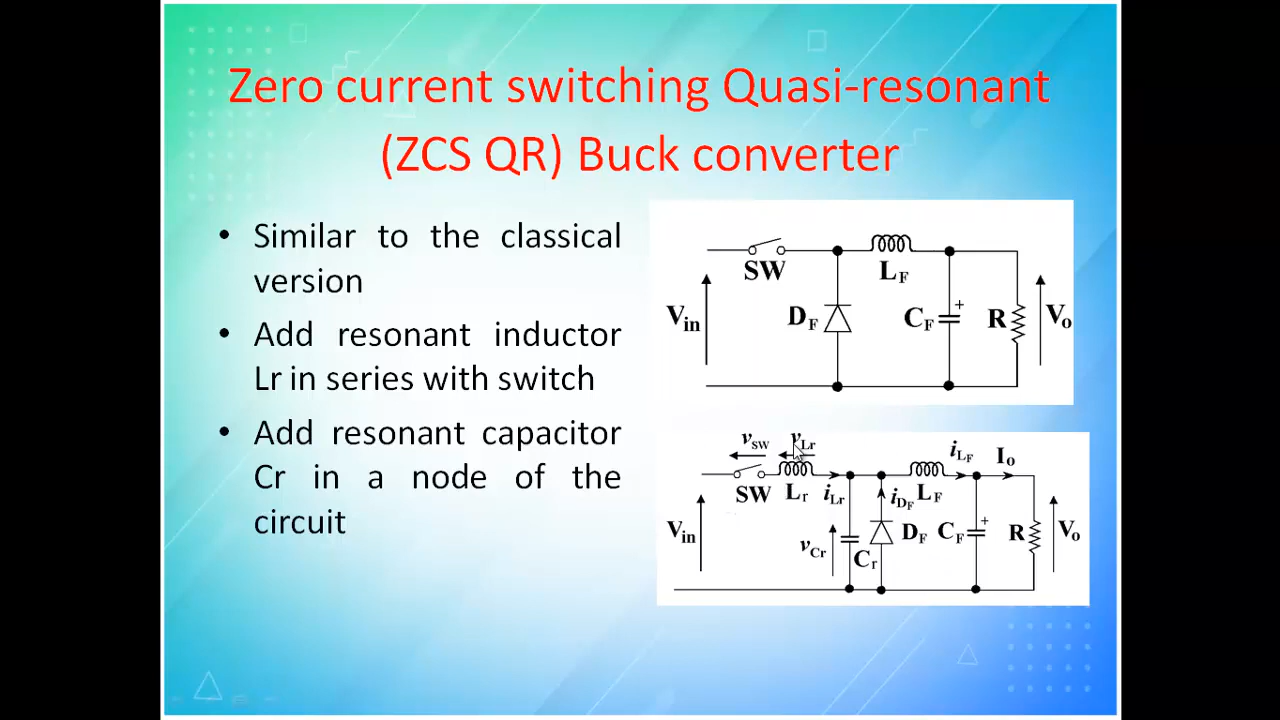 Zero current switching Quasi-resonant
(ZCS QR) Buck converter
• Similar to the classical
version
• Add resonant inductor
Lr in series with switch
• Add resonant capacitor
Cr in a node of the
circuit
SW LF
Vin DF CF + R Vo
vSW vLr iLF Io
SW Lr iLr iDF LF
Vin vCr Cr DF CF + R Vo